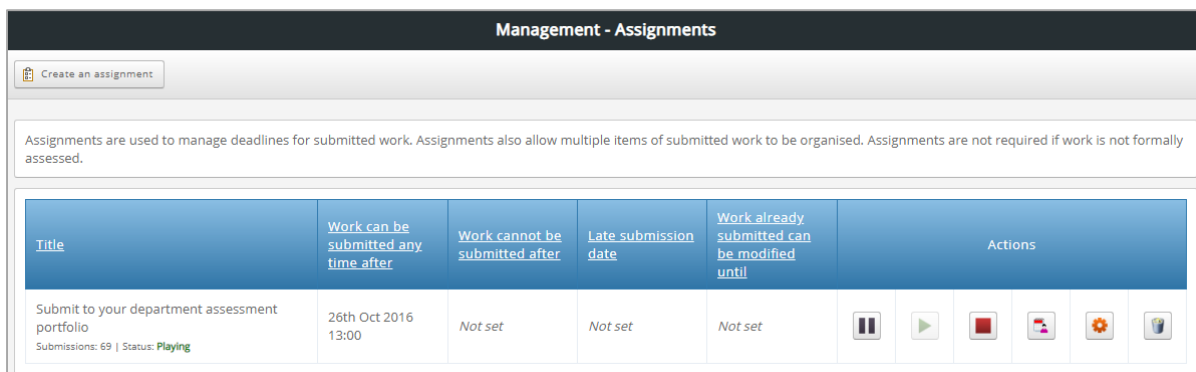 Management - Assignments
Create an assignment
Assignments are used to manage deadlines for submitted work. Assignments also allow multiple items of submitted work to be organised. Assignments are not required if work is not formally
assessed.
Title
Work can be
submitted any
time after
Work cannot be
submitted after
Late submission
date
Work already
submitted can
be modified
until
Actions
Submit to your department assessment
portfolio
Submissions: 69 | Status: Playing
26th Oct 2016
13:00
Not set
Not set
Not set